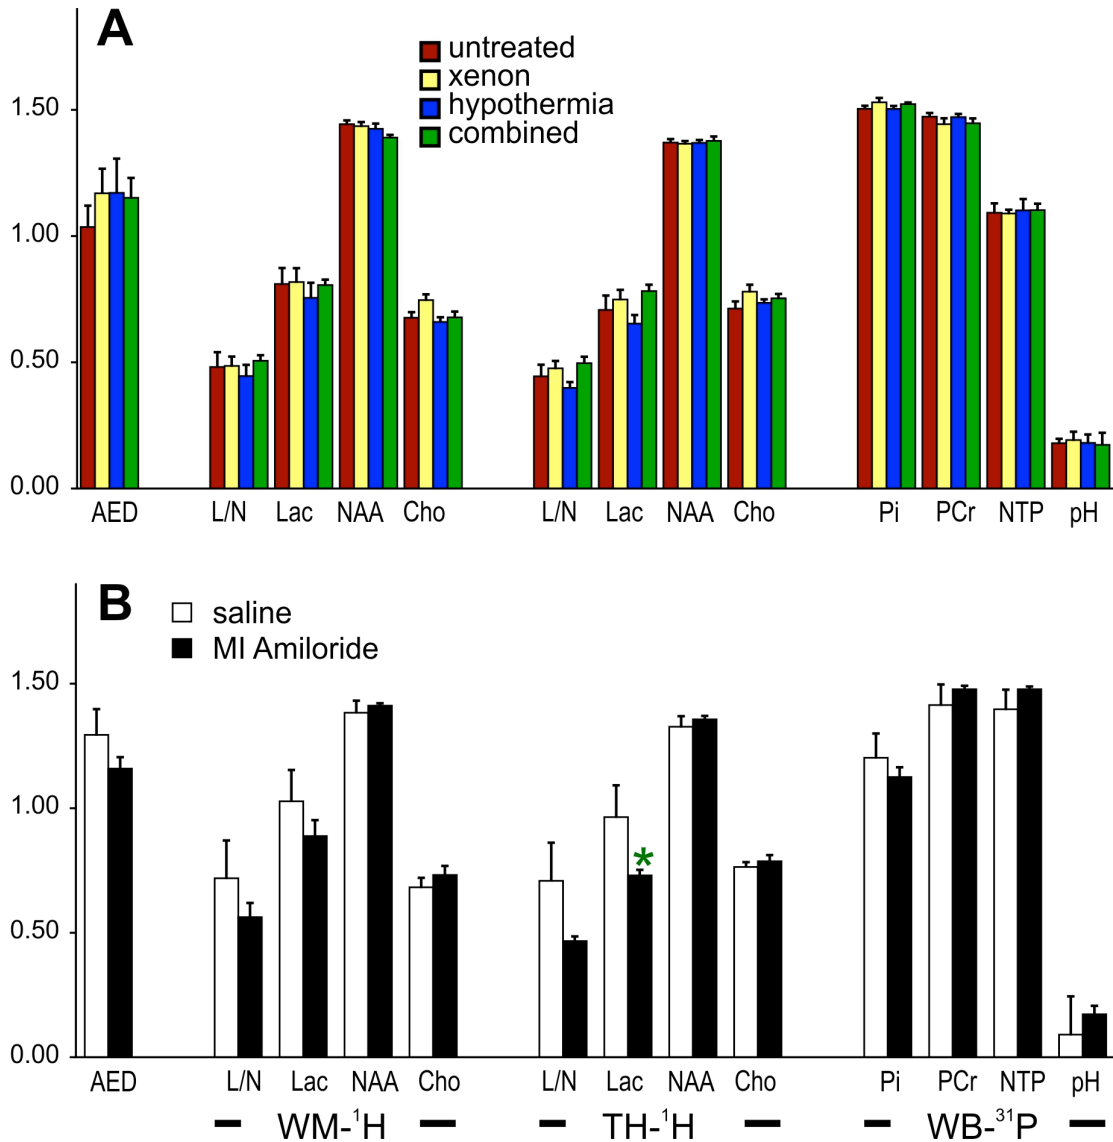 A
untreated
xenon
hypothermia
combined
1.50
1.00
0.50
0.00
AED L/N Lac NAA Cho L/N Lac NAA Cho Pi PCr NTP pH
B
saline
MI Amiloride
1.50
1.00
0.50
0.00
*
AED L/N Lac NAA Cho L/N Lac NAA Cho Pi PCr NTP pH
WM-¹H TH-¹H WB-³¹P